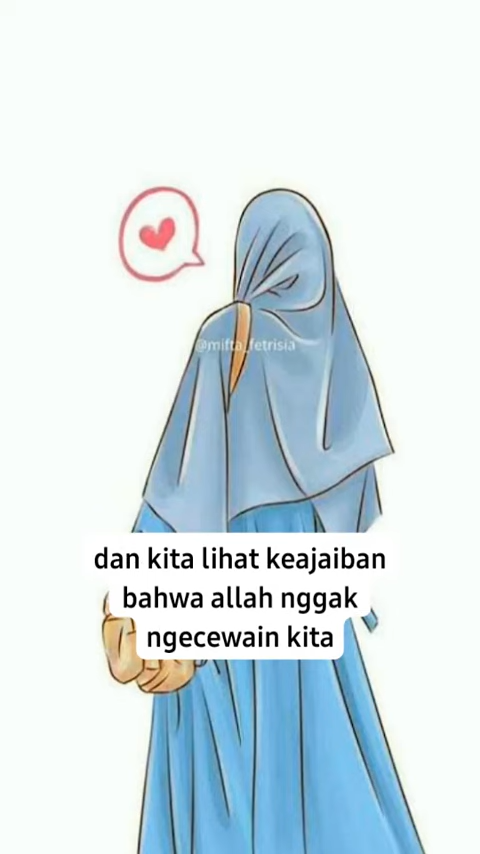 @mifta_fetrisia
dan kita lihat keajaiban
bahwa allah nggak
ngecewain kita